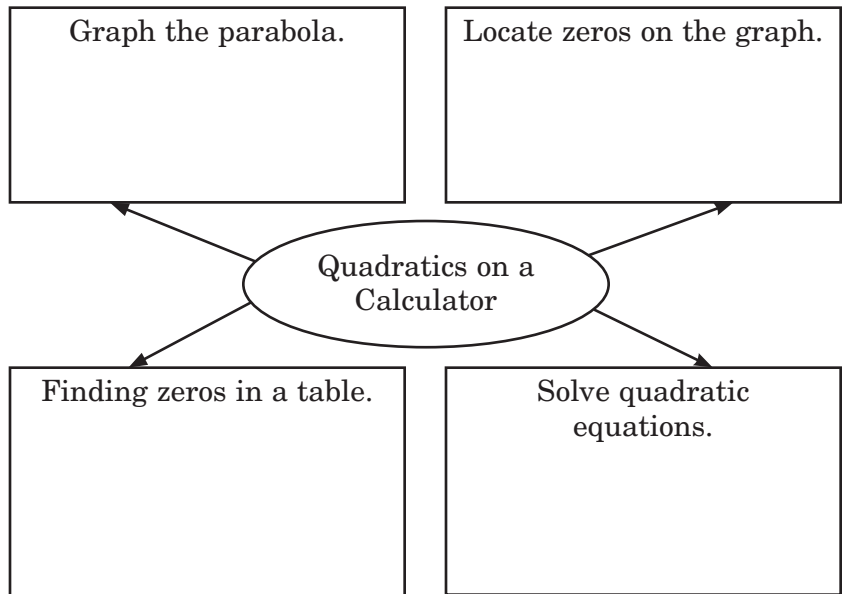 Graph the parabola.
Locate zeros on the graph.
Quadratics on a
Calculator
Finding zeros in a table.
Solve quadratic
equations.